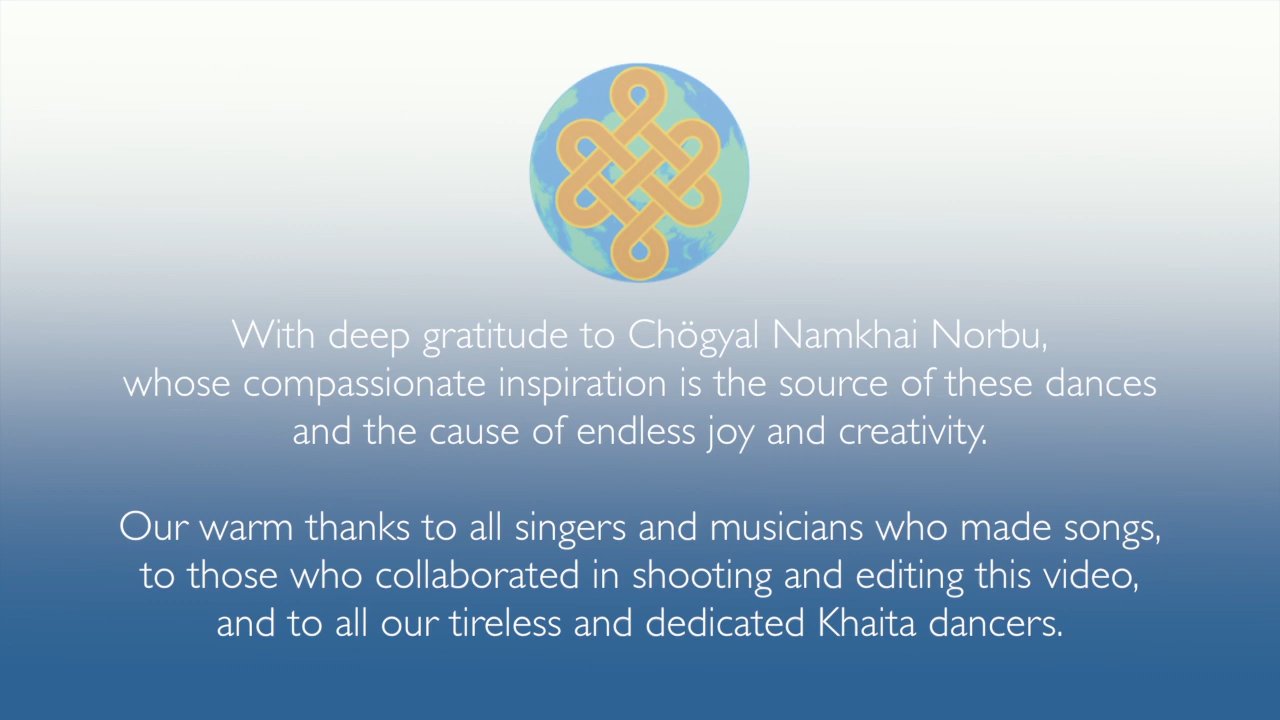 With deep gratitude to Chögyal Namkhai Norbu,
whose compassionate inspiration is the source of these dances
and the cause of endless joy and creativity.
Our warm thanks to all singers and musicians who made songs,
to those who collaborated in shooting and editing this video,
and to all our tireless and dedicated Khaita dancers.